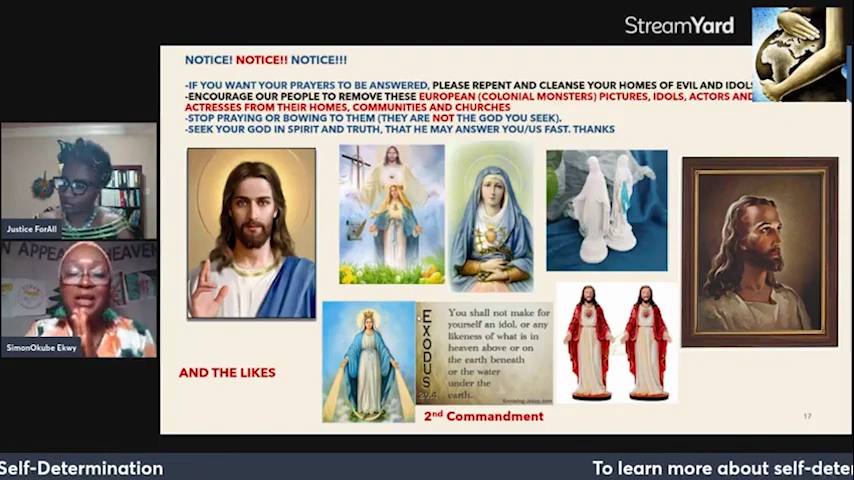 StreamYard
NOTICE! NOTICE!! NOTICE!!!
-IF YOU WANT YOUR PRAYERS TO BE ANSWERED, PLEASE REPENT AND CLEANSE YOUR HOMES OF EVIL AND IDOLS
-ENCOURAGE OUR PEOPLE TO REMOVE THESE EUROPEAN (COLONIAL MONSTERS) PICTURES, IDOLS, ACTORS AND
ACTRESSES FROM THEIR HOMES, COMMUNITIES AND CHURCHES
-STOP PRAYING OR BOWING TO THEM (THEY ARE NOT THE GOD YOU SEEK).
-SEEK YOUR GOD IN SPIRIT AND TRUTH, THAT HE MAY ANSWER YOU/US FAST. THANKS
Justice ForAll
AN APPEA HEAVEN
SimonOkube Ekwy
EXODUS
20:4
You shall not make for
yourself an idol, or any
likeness of what is in
heaven above or on
the earth beneath
or the water
under the
earth.
Knowing-Jesus.com
AND THE LIKES
2nd Commandment
17
Self-Determination
To learn more about self-deter